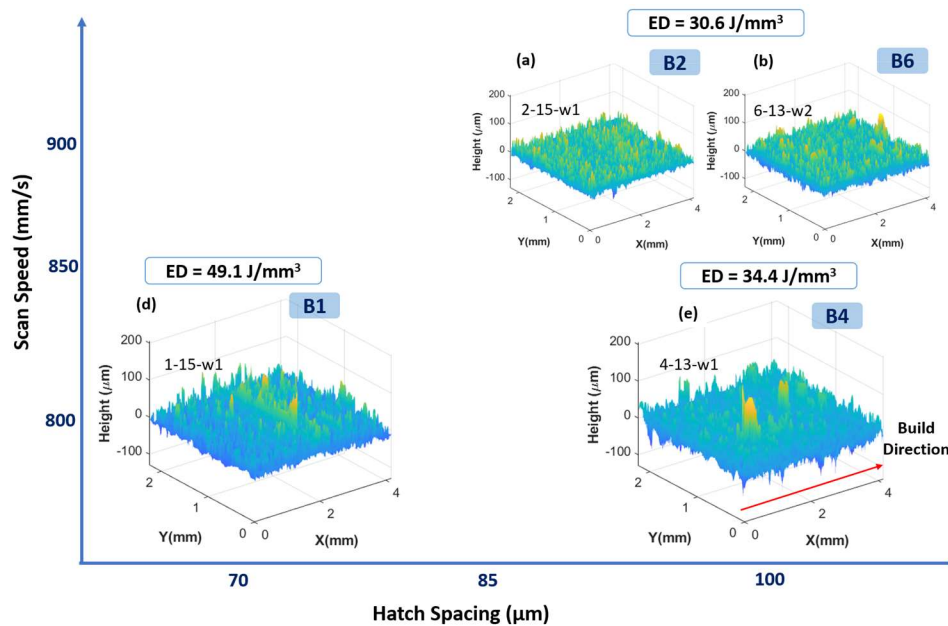 ED = 30.6 J/mm³
(a)
B2
(b)
B6
2-15-w1
6-13-w2
200
100
0
-100
Height (μm)
2
1
0
Y(mm)
0
2
4
X(mm)
200
100
0
-100
Height (μm)
2
1
0
Y(mm)
0
2
4
X(mm)
900
850
800
Scan Speed (mm/s)
ED = 49.1 J/mm³
(d)
B1
1-15-w1
200
100
0
-100
Height (μm)
2
1
0
Y(mm)
0
2
4
X(mm)
ED = 34.4 J/mm³
(e)
B4
4-13-w1
200
100
0
-100
Height (μm)
2
1
0
Y(mm)
0
2
4
X(mm)
Build
Direction
70
85
100
Hatch Spacing (μm)